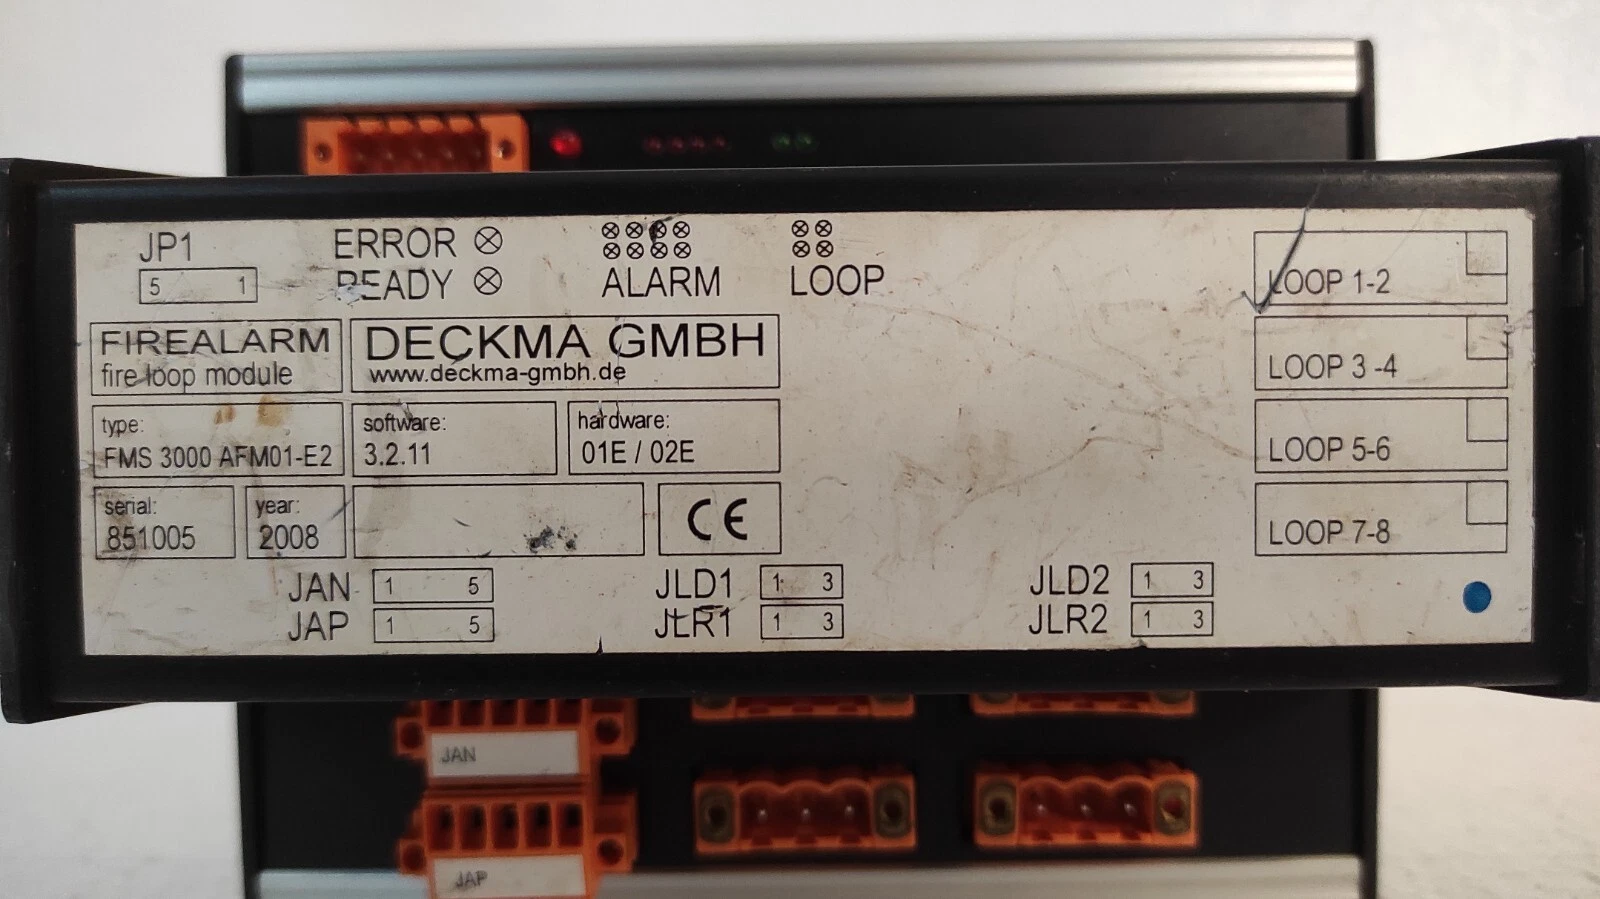 JP1
5 1
ERROR
READY
ALARM
LOOP
FIREALARM
fire loop module
DECKMA GMBH
www.deckma-gmbh.de
type:
FMS 3000 AFM01-E2
software:
3.2.11
hardware:
01E / 02E
serial:
851005
year:
2008
CE
LOOP 1-2
LOOP 3 -4
LOOP 5-6
LOOP 7-8
JAN 1 5
JAP 1 5
JLD1 1 3
JLR1 1 3
JLD2 1 3
JLR2 1 3
JAN
JAP